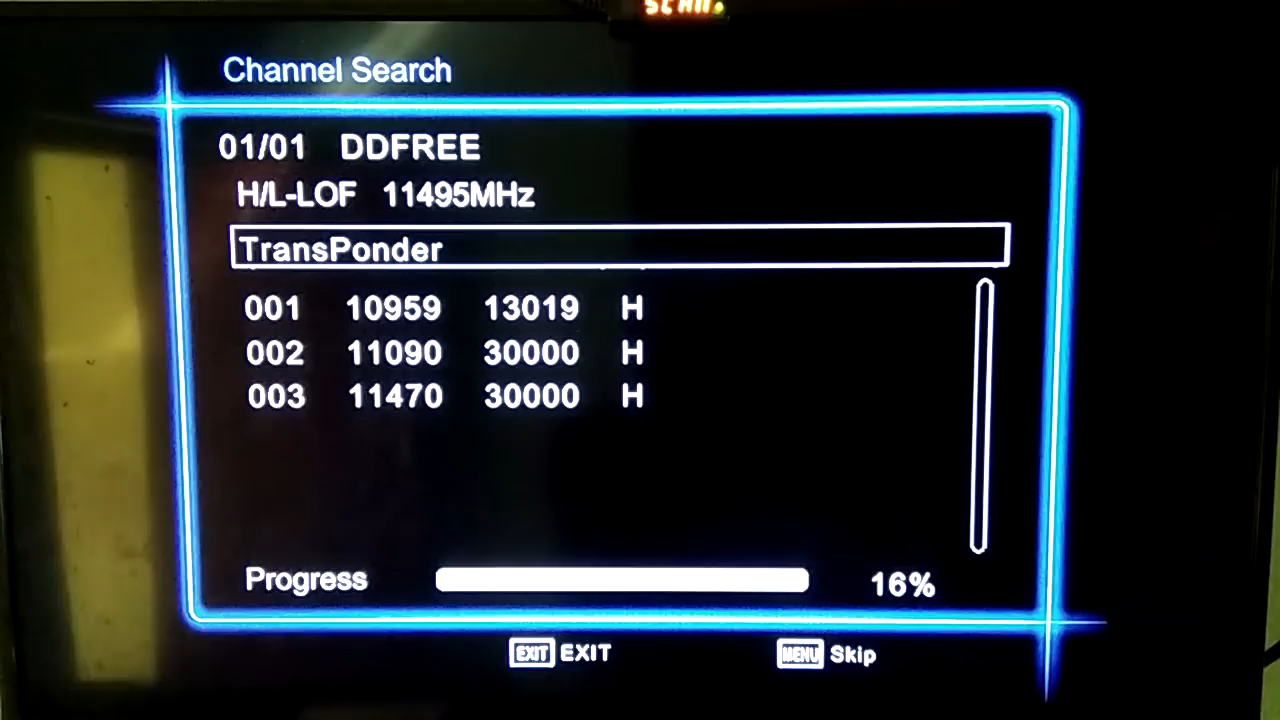 SCAN.
Channel Search
01/01 DDFREE
H/L-LOF 11495MHz
TransPonder
001 10959 13019 H
002 11090 30000 H
003 11470 30000 H
Progress 16%
EXIT EXIT MENU Skip